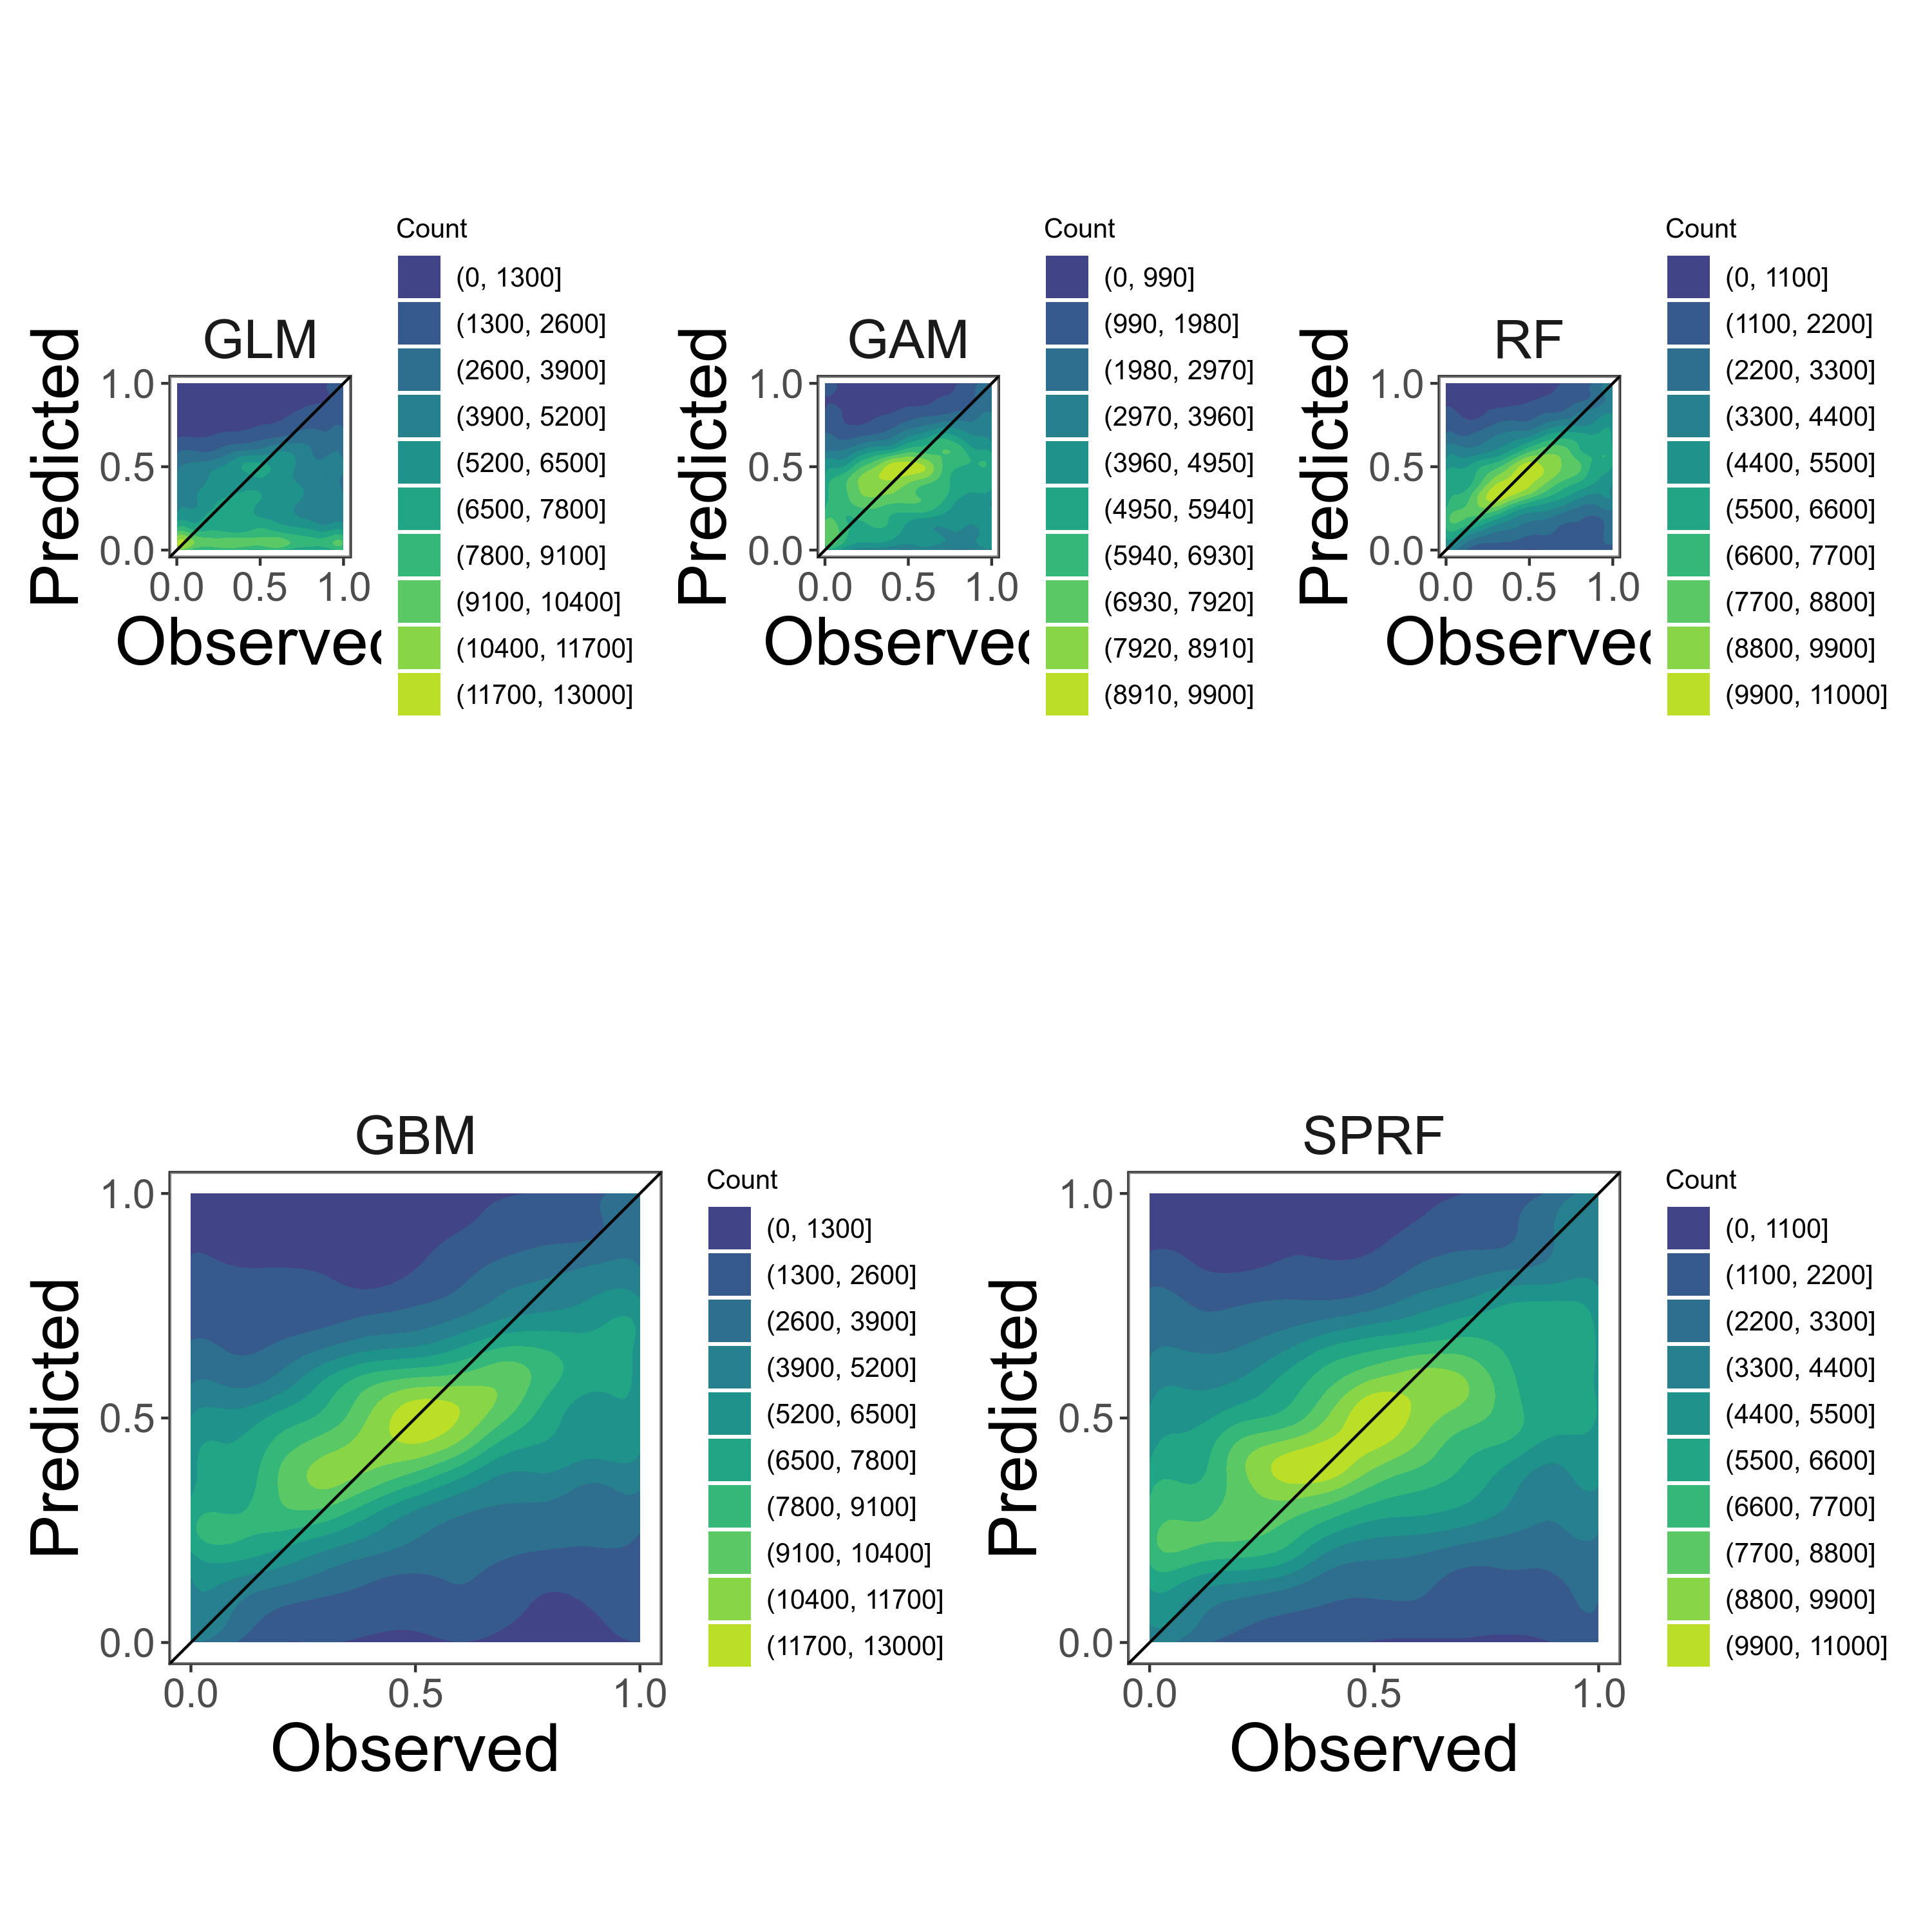 GLM
Predicted
1.0
0.5
0.0
0.0 0.5 1.0
Observed
Count
(0, 1300]
(1300, 2600]
(2600, 3900]
(3900, 5200]
(5200, 6500]
(6500, 7800]
(7800, 9100]
(9100, 10400]
(10400, 11700]
(11700, 13000]
GAM
Predicted
1.0
0.5
0.0
0.0 0.5 1.0
Observed
Count
(0, 990]
(990, 1980]
(1980, 2970]
(2970, 3960]
(3960, 4950]
(4950, 5940]
(5940, 6930]
(6930, 7920]
(7920, 8910]
(8910, 9900]
RF
Predicted
1.0
0.5
0.0
0.0 0.5 1.0
Observed
Count
(0, 1100]
(1100, 2200]
(2200, 3300]
(3300, 4400]
(4400, 5500]
(5500, 6600]
(6600, 7700]
(7700, 8800]
(8800, 9900]
(9900, 11000]
GBM
Predicted
1.0
0.5
0.0
0.0 0.5 1.0
Observed
Count
(0, 1300]
(1300, 2600]
(2600, 3900]
(3900, 5200]
(5200, 6500]
(6500, 7800]
(7800, 9100]
(9100, 10400]
(10400, 11700]
(11700, 13000]
SPRF
Predicted
1.0
0.5
0.0
0.0 0.5 1.0
Observed
Count
(0, 1100]
(1100, 2200]
(2200, 3300]
(3300, 4400]
(4400, 5500]
(5500, 6600]
(6600, 7700]
(7700, 8800]
(8800, 9900]
(9900, 11000]